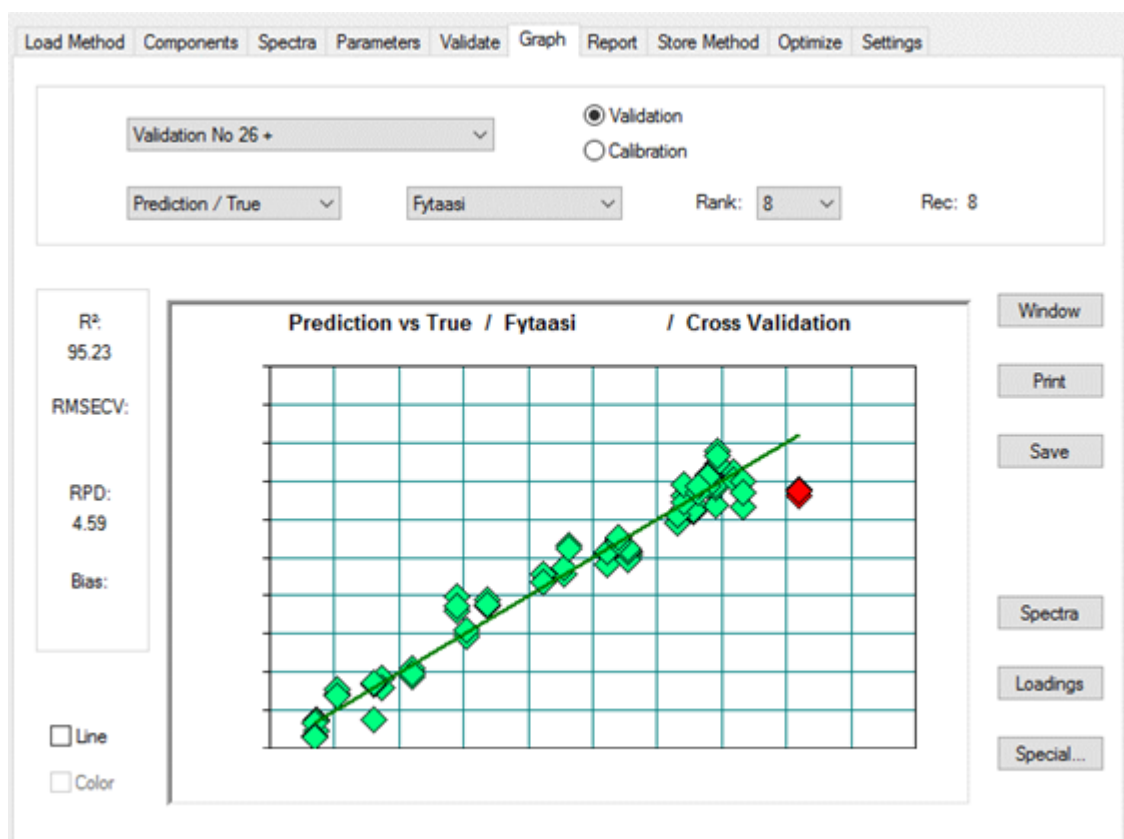 Load Method Components Spectra Parameters Validate Graph Report Store Method Optimize Settings
Validation No 26 +
Validation
Calibration
Prediction / True
Fytaasi
Rank: 8
Rec: 8
R²:
95.23
RMSECV:
RPD:
4.59
Bias:
Line
Color
Prediction vs True / Fytaasi / Cross Validation
Window
Print
Save
Spectra
Loadings
Special...